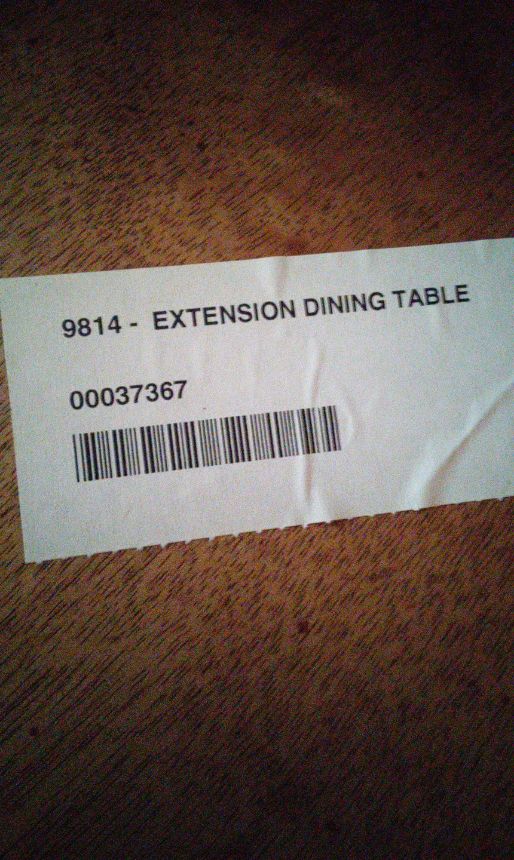 9814 - EXTENSION DINING TABLE
00037367